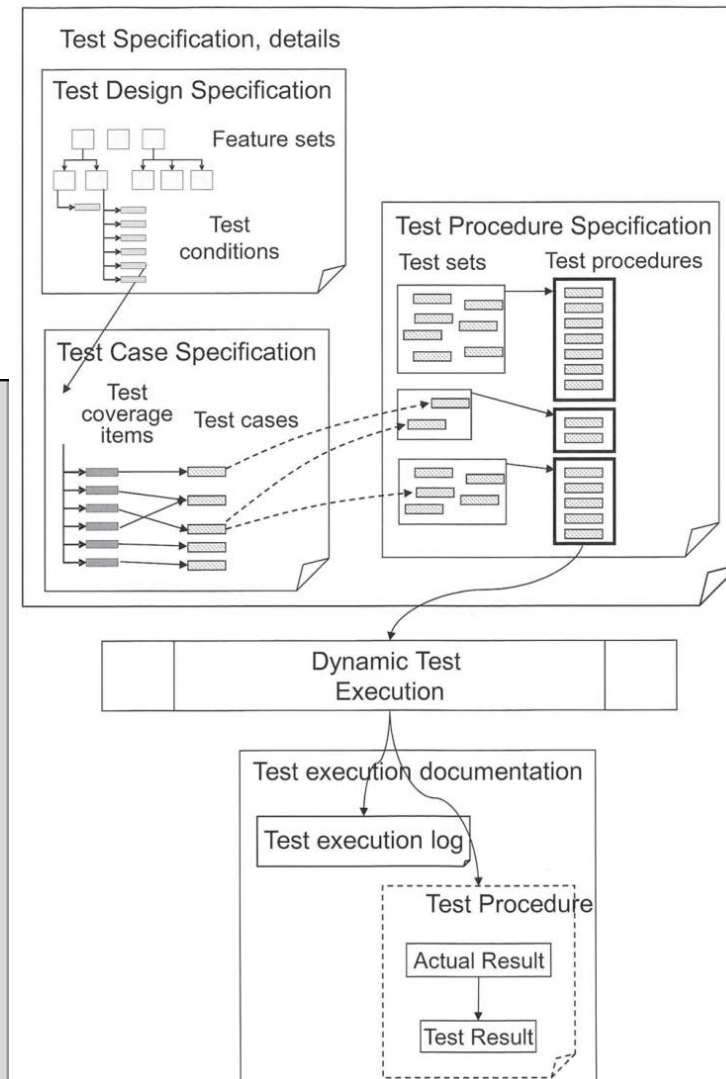 Test Specification, details
Test Design Specification
Feature sets
Test
conditions
Test Case Specification
Test
coverage
items
Test cases
Test Procedure Specification
Test sets
Test procedures
Dynamic Test
Execution
Test execution documentation
Test execution log
Test Procedure
Actual Result
Test Result